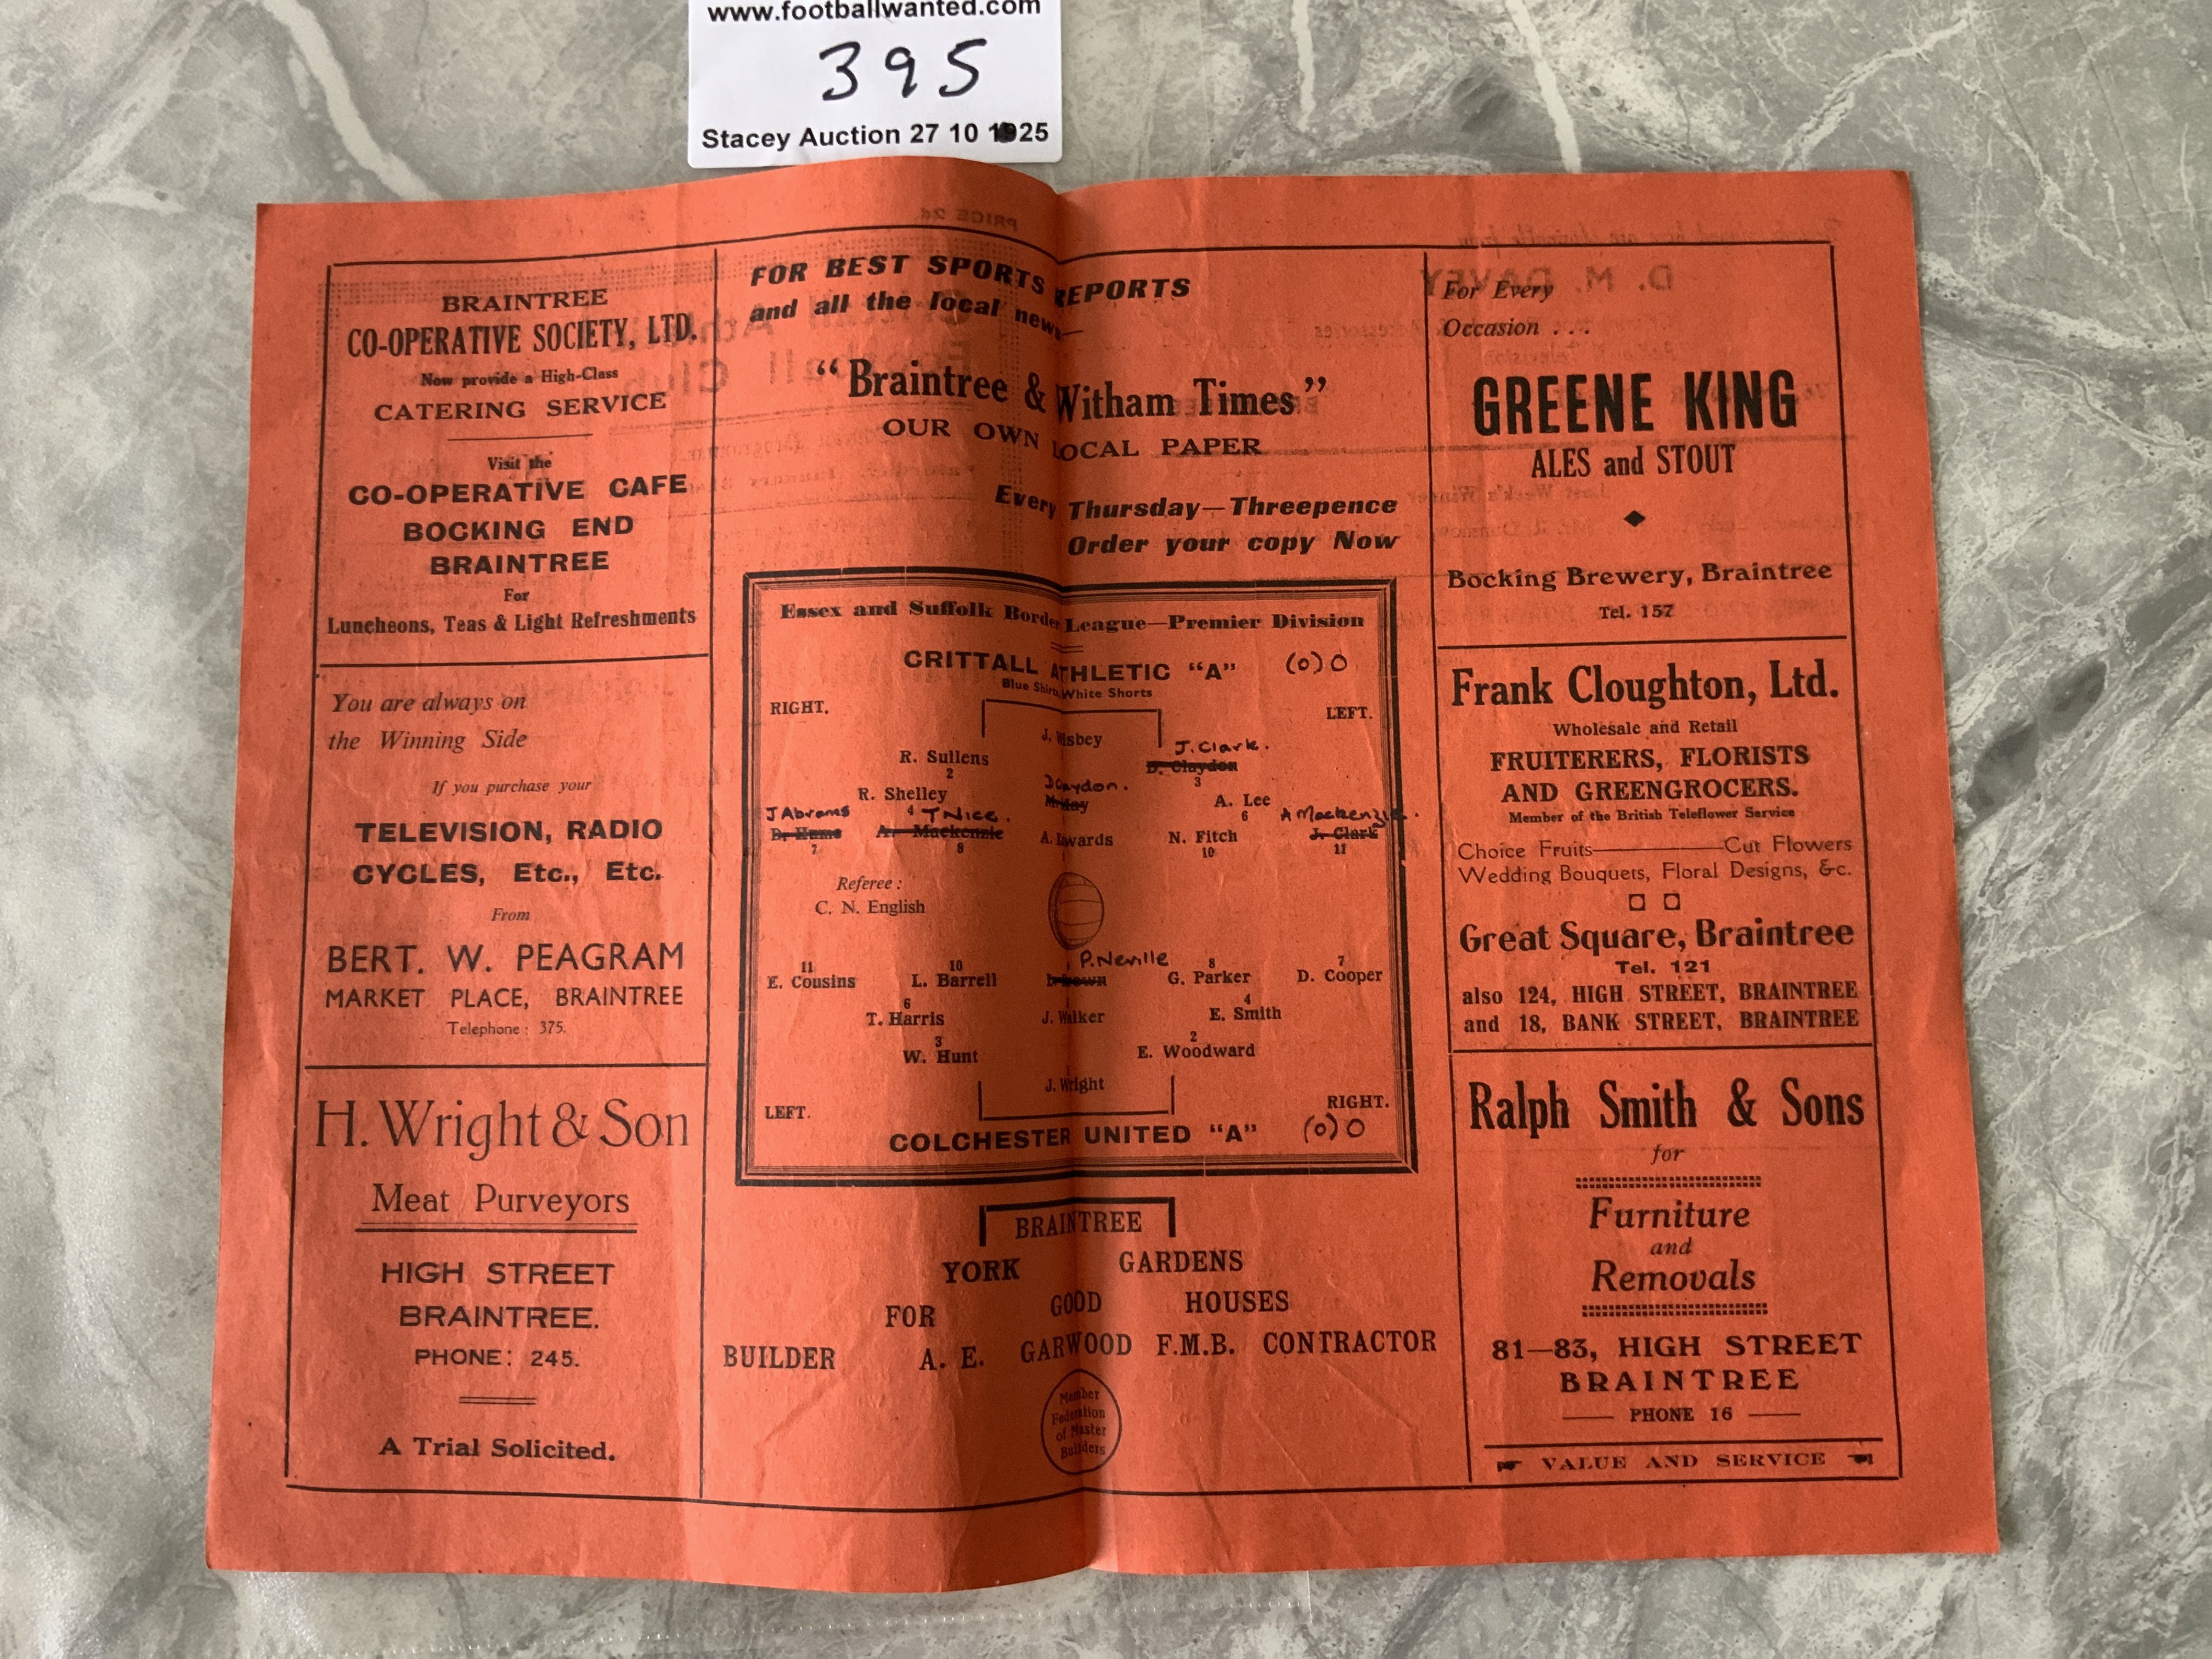 www.footballwanted.com
395
Stacey Auction 27 10 1925
PRICE 2d
BRAINTREE
CO-OPERATIVE SOCIETY, LTD.
Now provide a High-Class
CATERING SERVICE
Visit the
CO-OPERATIVE CAFE
BOCKING END
BRAINTREE
For
Luncheons, Teas & Light Refreshments
You are always on
the Winning Side
If you purchase your
TELEVISION, RADIO
CYCLES, Etc., Etc.
From
BERT. W. PEAGRAM
MARKET PLACE, BRAINTREE
Telephone: 375.
H. Wright & Son
Meat Purveyors
HIGH STREET
BRAINTREE.
PHONE: 245.
A Trial Solicited.
FOR BEST SPORTS REPORTS
and all the local news—
"Braintree & Witham Times"
OUR OWN LOCAL PAPER
Every Thursday—Threepence
Order your copy Now
Essex and Suffolk Border League—Premier Division
CRITTALL ATHLETIC "A" (0) 0
Blue Shirts White Shorts
RIGHT. LEFT.
J. Clark.
R. Sullens D. Claydon
2 3
D Claydon.
R. Shelley A. Lee
4 6
J Abrams T Nice. A Mackenzie.
D. Hume A. Mackenzie A. Edwards N. Fitch J. Clark
7 8 10 11
Referee:
C. N. English
P. Neville
11 10 8 7
E. Cousins L. Barrell G. Parker D. Cooper
6 4
T. Harris J. Walker E. Smith
3 2
W. Hunt E. Woodward
1
J. Wright
LEFT. RIGHT.
COLCHESTER UNITED "A" (0) 0
BRAINTREE
YORK GARDENS
FOR GOOD HOUSES
BUILDER A. E. GARWOOD F.M.B. CONTRACTOR
Member
Federation
of Master
Builders
For Every
Occasion . . .
GREENE KING
ALES and STOUT
Bocking Brewery, Braintree
Tel. 157
Frank Cloughton, Ltd.
Wholesale and Retail
FRUITERERS, FLORISTS
AND GREENGROCERS.
Member of the British Teleflower Service
Choice Fruits————Cut Flowers
Wedding Bouquets, Floral Designs, &c.
Great Square, Braintree
Tel. 121
also 124, HIGH STREET, BRAINTREE
and 18, BANK STREET, BRAINTREE
Ralph Smith & Sons
for
Furniture
and
Removals
81—83, HIGH STREET
BRAINTREE
PHONE 16
VALUE AND SERVICE